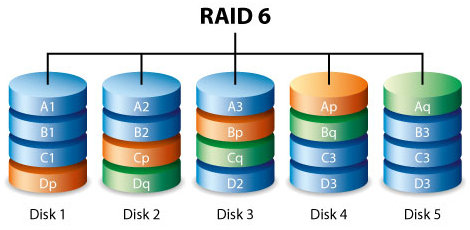 RAID 6
A1 A2 A3 Ap Aq
B1 B2 Bp Bq B3
C1 Cp Cq C3 C3
Dp Dq D2 D3 D3
Disk 1 Disk 2 Disk 3 Disk 4 Disk 5